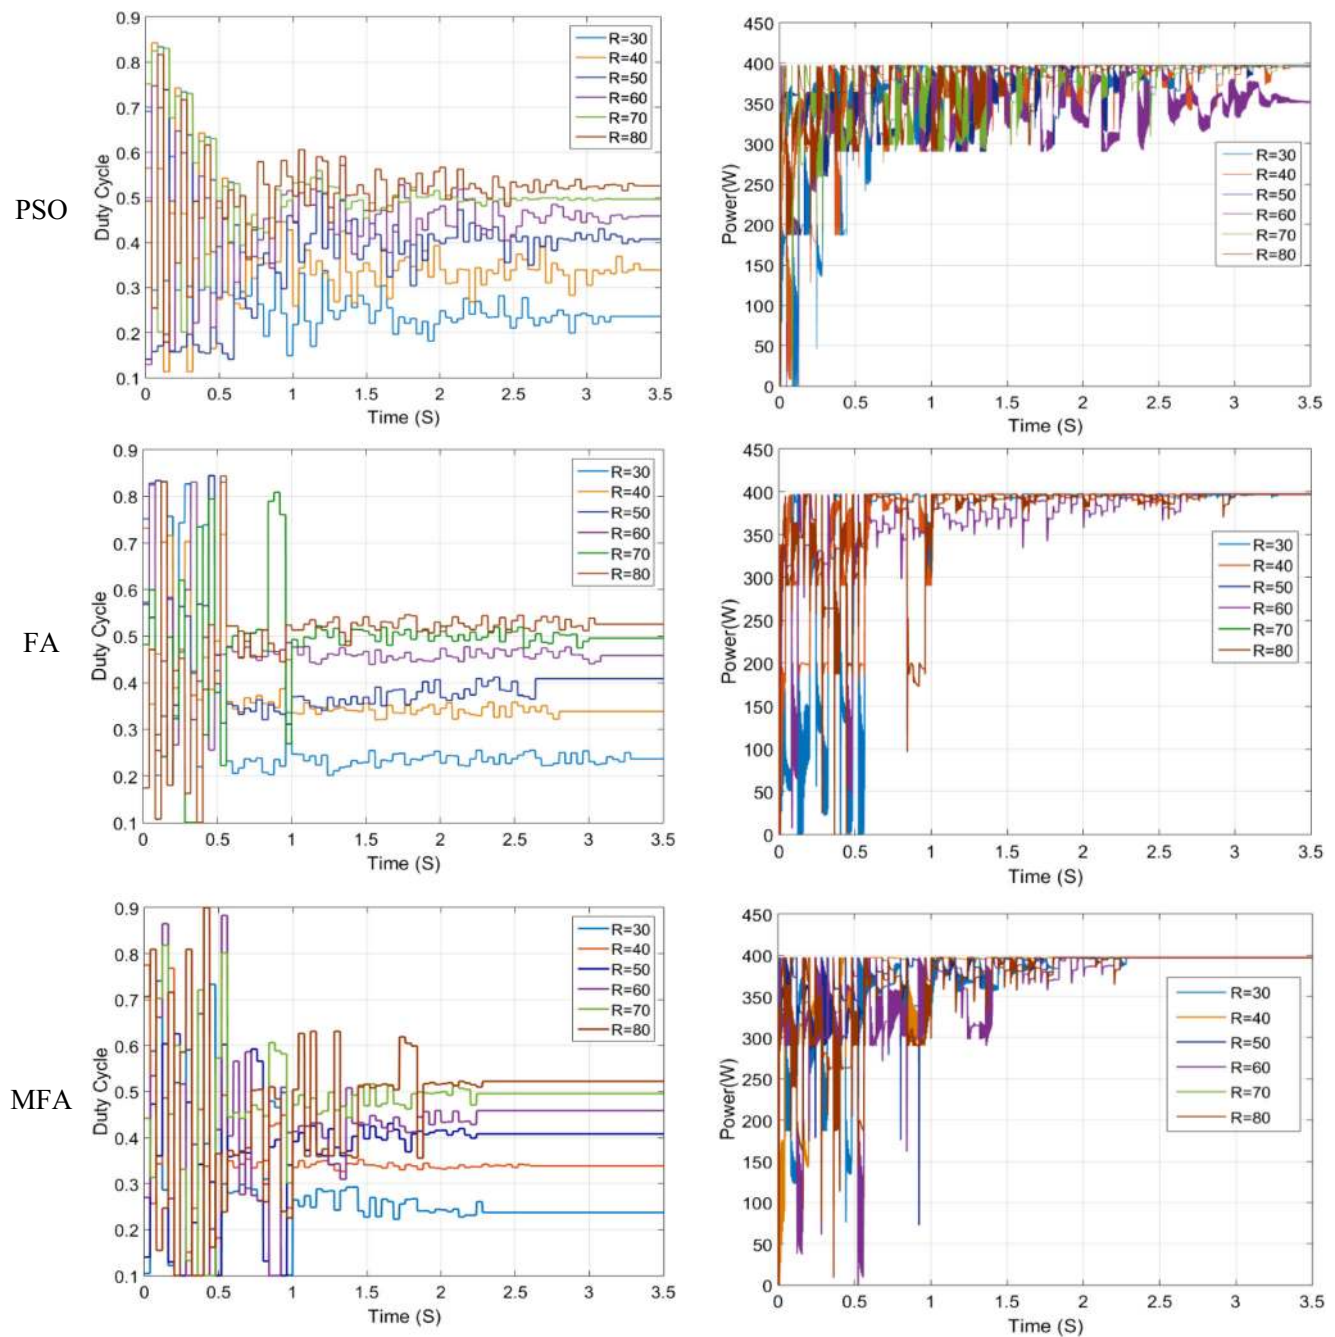 PSO
Duty Cycle
0.9
0.8
0.7
0.6
0.5
0.4
0.3
0.2
0.1
0 0.5 1 1.5 2 2.5 3 3.5
Time (S)
R=30
R=40
R=50
R=60
R=70
R=80
Power(W)
450
400
350
300
250
200
150
100
50
0
0 0.5 1 1.5 2 2.5 3 3.5
Time (S)
R=30
R=40
R=50
R=60
R=70
R=80
FA
Duty Cycle
0.9
0.8
0.7
0.6
0.5
0.4
0.3
0.2
0.1
0 0.5 1 1.5 2 2.5 3 3.5
Time (S)
R=30
R=40
R=50
R=60
R=70
R=80
Power(W)
450
400
350
300
250
200
150
100
50
0
0 0.5 1 1.5 2 2.5 3 3.5
Time (S)
R=30
R=40
R=50
R=60
R=70
R=80
MFA
Duty Cycle
0.9
0.8
0.7
0.6
0.5
0.4
0.3
0.2
0.1
0 0.5 1 1.5 2 2.5 3 3.5
Time (S)
R=30
R=40
R=50
R=60
R=70
R=80
Power(W)
450
400
350
300
250
200
150
100
50
0
0 0.5 1 1.5 2 2.5 3 3.5
Time (S)
R=30
R=40
R=50
R=60
R=70
R=80